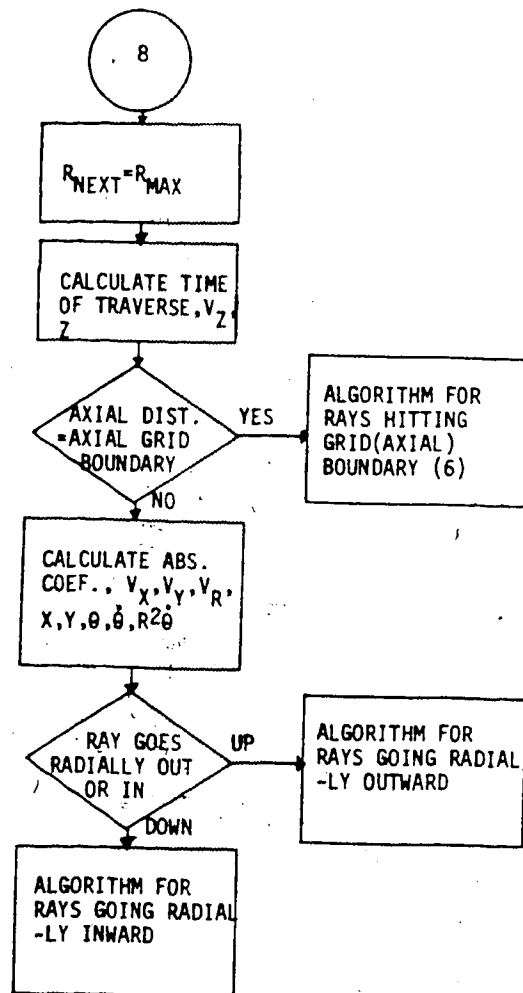 8
R_NEXT=R_MAX
CALCULATE TIME
OF TRAVERSE,V_Z,
Z
AXIAL DIST.
=AXIAL GRID
BOUNDARY
YES
ALGORITHM FOR
RAYS HITTING
GRID(AXIAL)
BOUNDARY (6)
NO
CALCULATE ABS.
COEF., V_X,V_Y,V_R,
X,Y,θ,θ̇,R²θ̇
RAY GOES
RADIALLY OUT
OR IN
UP
ALGORITHM FOR
RAYS GOING RADIAL
-LY OUTWARD
DOWN
ALGORITHM FOR
RAYS GOING RADIAL
-LY INWARD